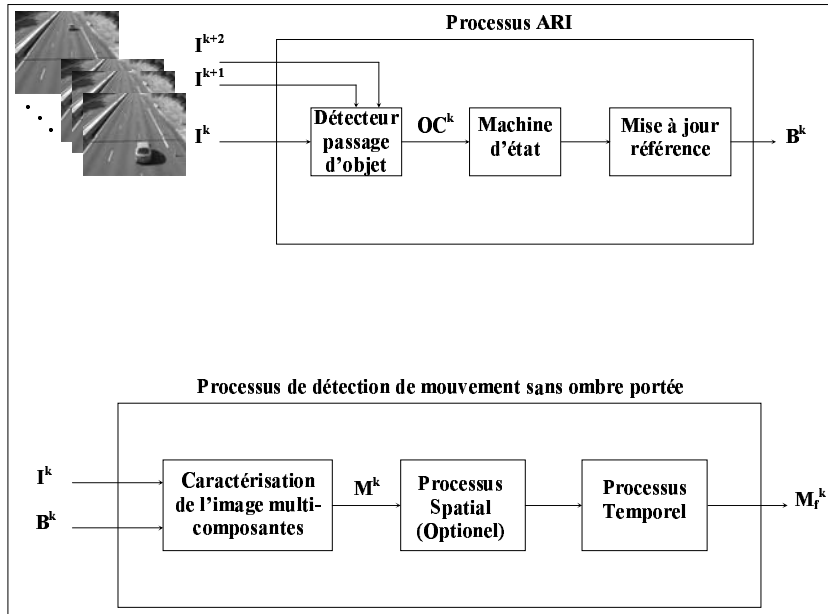 Processus ARI
I^{k+2}
I^{k+1}
I^k
Détecteur
passage
d'objet
OC^k
Machine
d'état
Mise à jour
référence
B^k
Processus de détection de mouvement sans ombre portée
I^k
B^k
Caractérisation
de l'image multi-
composantes
M^k
Processus
Spatial
(Optionel)
Processus
Temporel
M_f^k